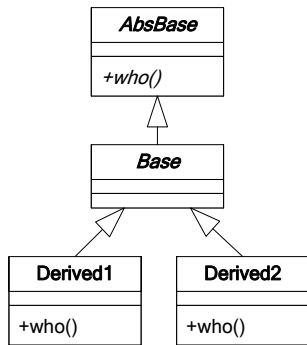 AbsBase
+who()
Base
Derived1
Derived2
+who()
+who()